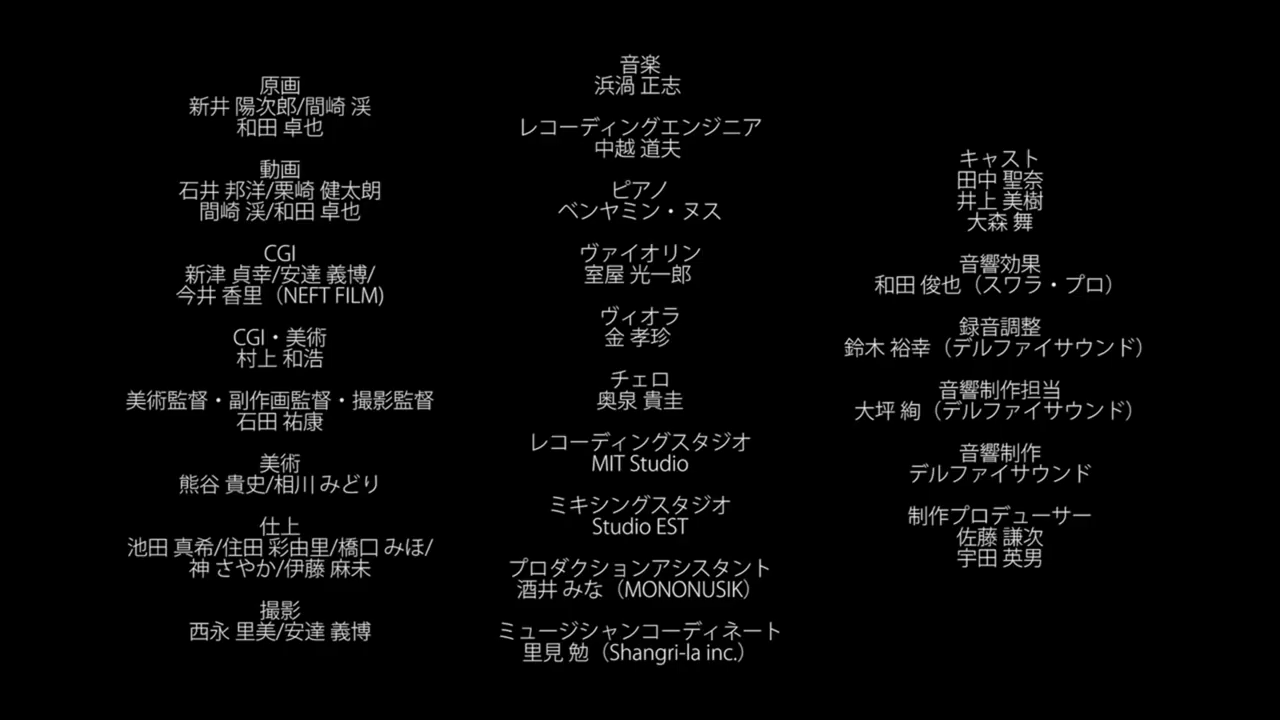 原画
新井 陽次郎/間崎 渓
和田 卓也
動画
石井 邦洋/栗崎 健太朗
間崎 渓/和田 卓也
CGI
新津 貞幸/安達 義博/
今井 香里（NEFT FILM)
CGI・美術
村上 和浩
美術監督・副作画監督・撮影監督
石田 祐康
美術
熊谷 貴史/相川 みどり
仕上
池田 真希/住田 彩由里/橋口 みほ/
神 さやか/伊藤 麻未
撮影
西永 里美/安達 義博
音楽
浜渦 正志
レコーディングエンジニア
中越 道夫
ピアノ
ベンヤミン・ヌス
ヴァイオリン
室屋 光一郎
ヴィオラ
金 孝珍
チェロ
奥泉 貴圭
レコーディングスタジオ
MIT Studio
ミキシングスタジオ
Studio EST
プロダクションアシスタント
酒井 みな（MONONUSIK）
ミュージシャンコーディネート
里見 勉（Shangri-la inc.）
キャスト
田中 聖奈
井上 美樹
大森 舞
音響効果
和田 俊也（スワラ・プロ）
録音調整
鈴木 裕幸（デルファイサウンド）
音響制作担当
大坪 絢（デルファイサウンド）
音響制作
デルファイサウンド
制作プロデューサー
佐藤 謙次
宇田 英男